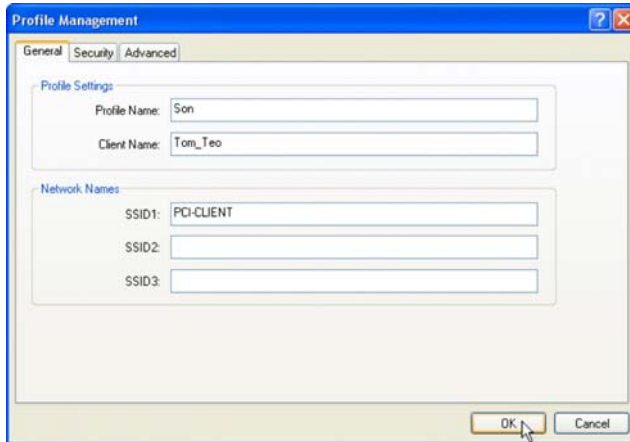 Profile Management
General Security Advanced
Profile Settings
Profile Name: Son
Client Name: Tom_Teo
Network Names
SSID1: PCI-CLIENT
SSID2:
SSID3:
OK Cancel